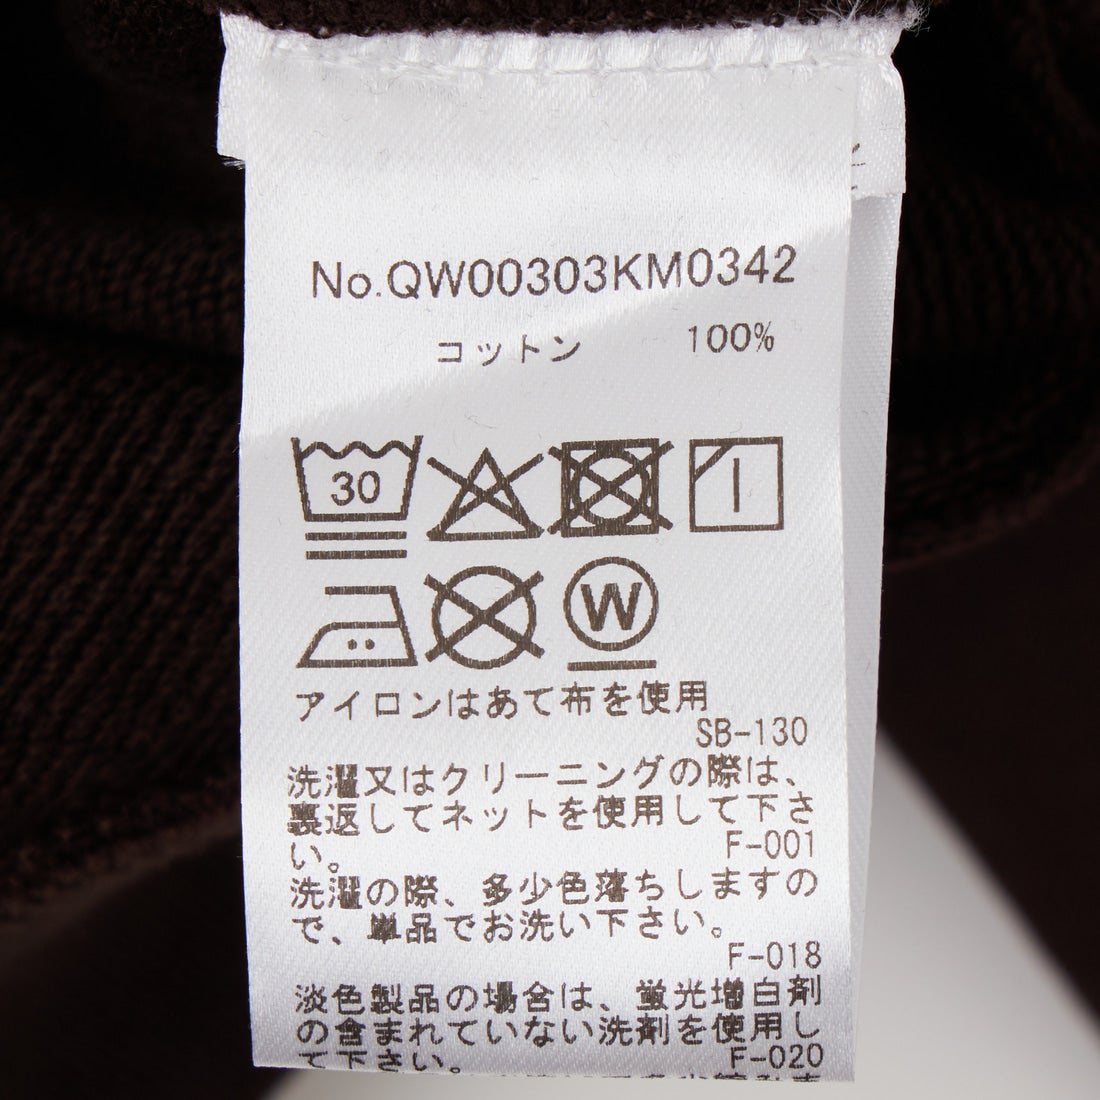 No.QW00303KM0342
コットン 100%
30
W
アイロンはあて布を使用
SB-130
洗濯又はクリーニングの際は、
裏返してネットを使用して下さ
い。
F-001
洗濯の際、多少色落ちしますの
で、単品でお洗い下さい。
F-018
淡色製品の場合は、蛍光増白剤
の含まれていない洗剤を使用し
て下さい。
F-020